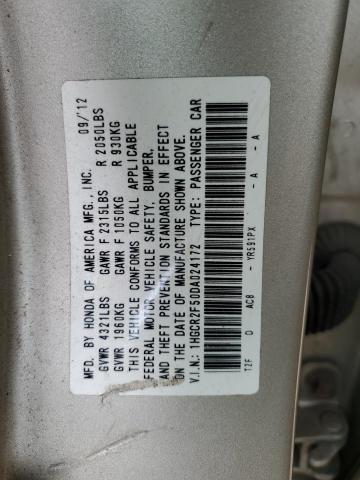 MFD. BY HONDA OF AMERICA MFG., INC. 09/12
GVWR 4321LBS GAWR F 2315LBS R 2050LBS
GVWR 1960KG GAWR F 1050KG R 930KG
THIS VEHICLE CONFORMS TO ALL APPLICABLE
FEDERAL MOTOR VEHICLE SAFETY, BUMPER,
AND THEFT PREVENTION STANDARDS IN EFFECT
ON THE DATE OF MANUFACTURE SHOWN ABOVE.
V.I.N.: 1HGCR2F50DA024172 TYPE: PASSENGER CAR
T2F D AC8 - YR591PX - A - A